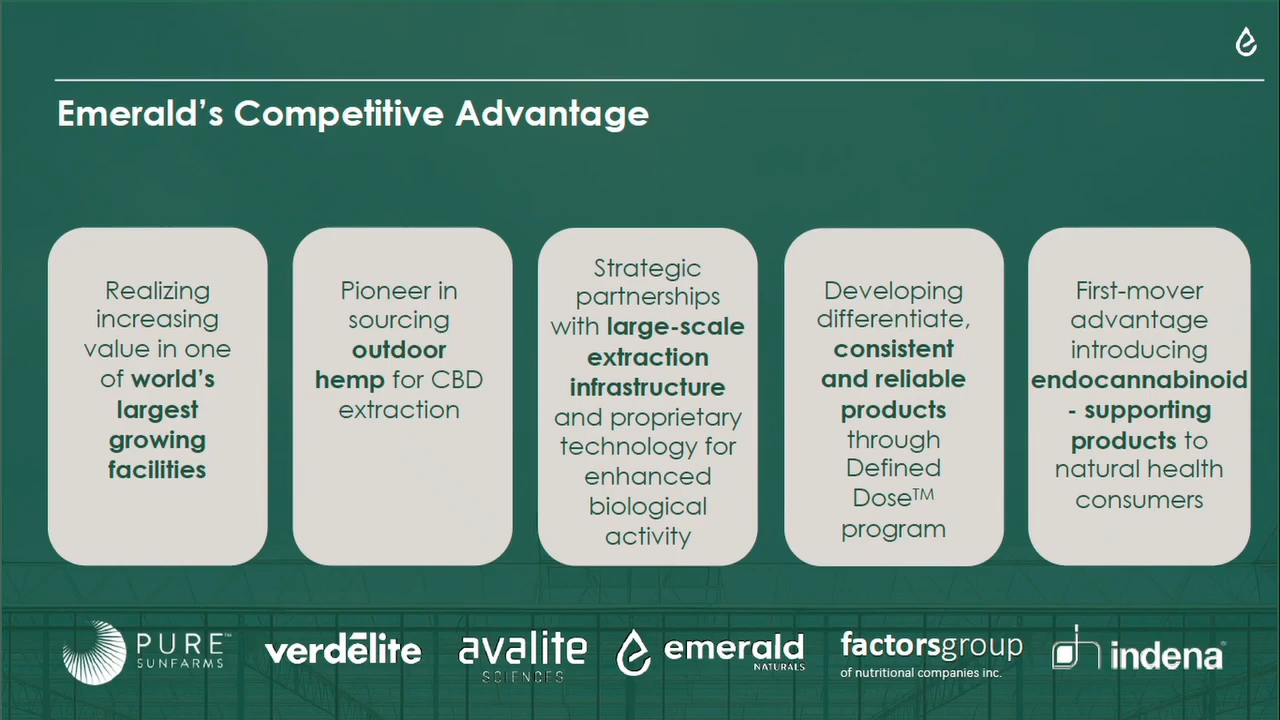 Emerald’s Competitive Advantage
Realizing
increasing
value in one
of world’s
largest
growing
facilities
Pioneer in
sourcing
outdoor
hemp for CBD
extraction
Strategic
partnerships
with large-scale
extraction
infrastructure
and proprietary
technology for
enhanced
biological
activity
Developing
differentiate,
consistent
and reliable
products
through
Defined
Dose™
program
First-mover
advantage
introducing
endocannabinoid
- supporting
products to
natural health
consumers
PURE™
SUNFARMS
verdēlite
avalite
SCIENCES
emerald
NATURALS
factorsgroup
of nutritional companies inc.
indena®